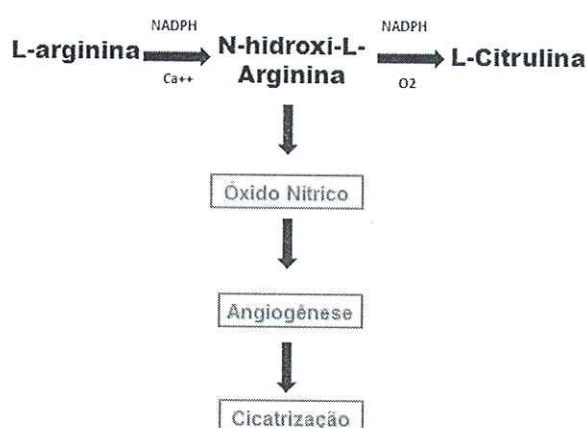 NADPH
NADPH
L-arginina
N-hidroxi-L-
Arginina
L-Citrulina
Ca++
O2
Óxido Nítrico
Angiogênese
Cicatrização